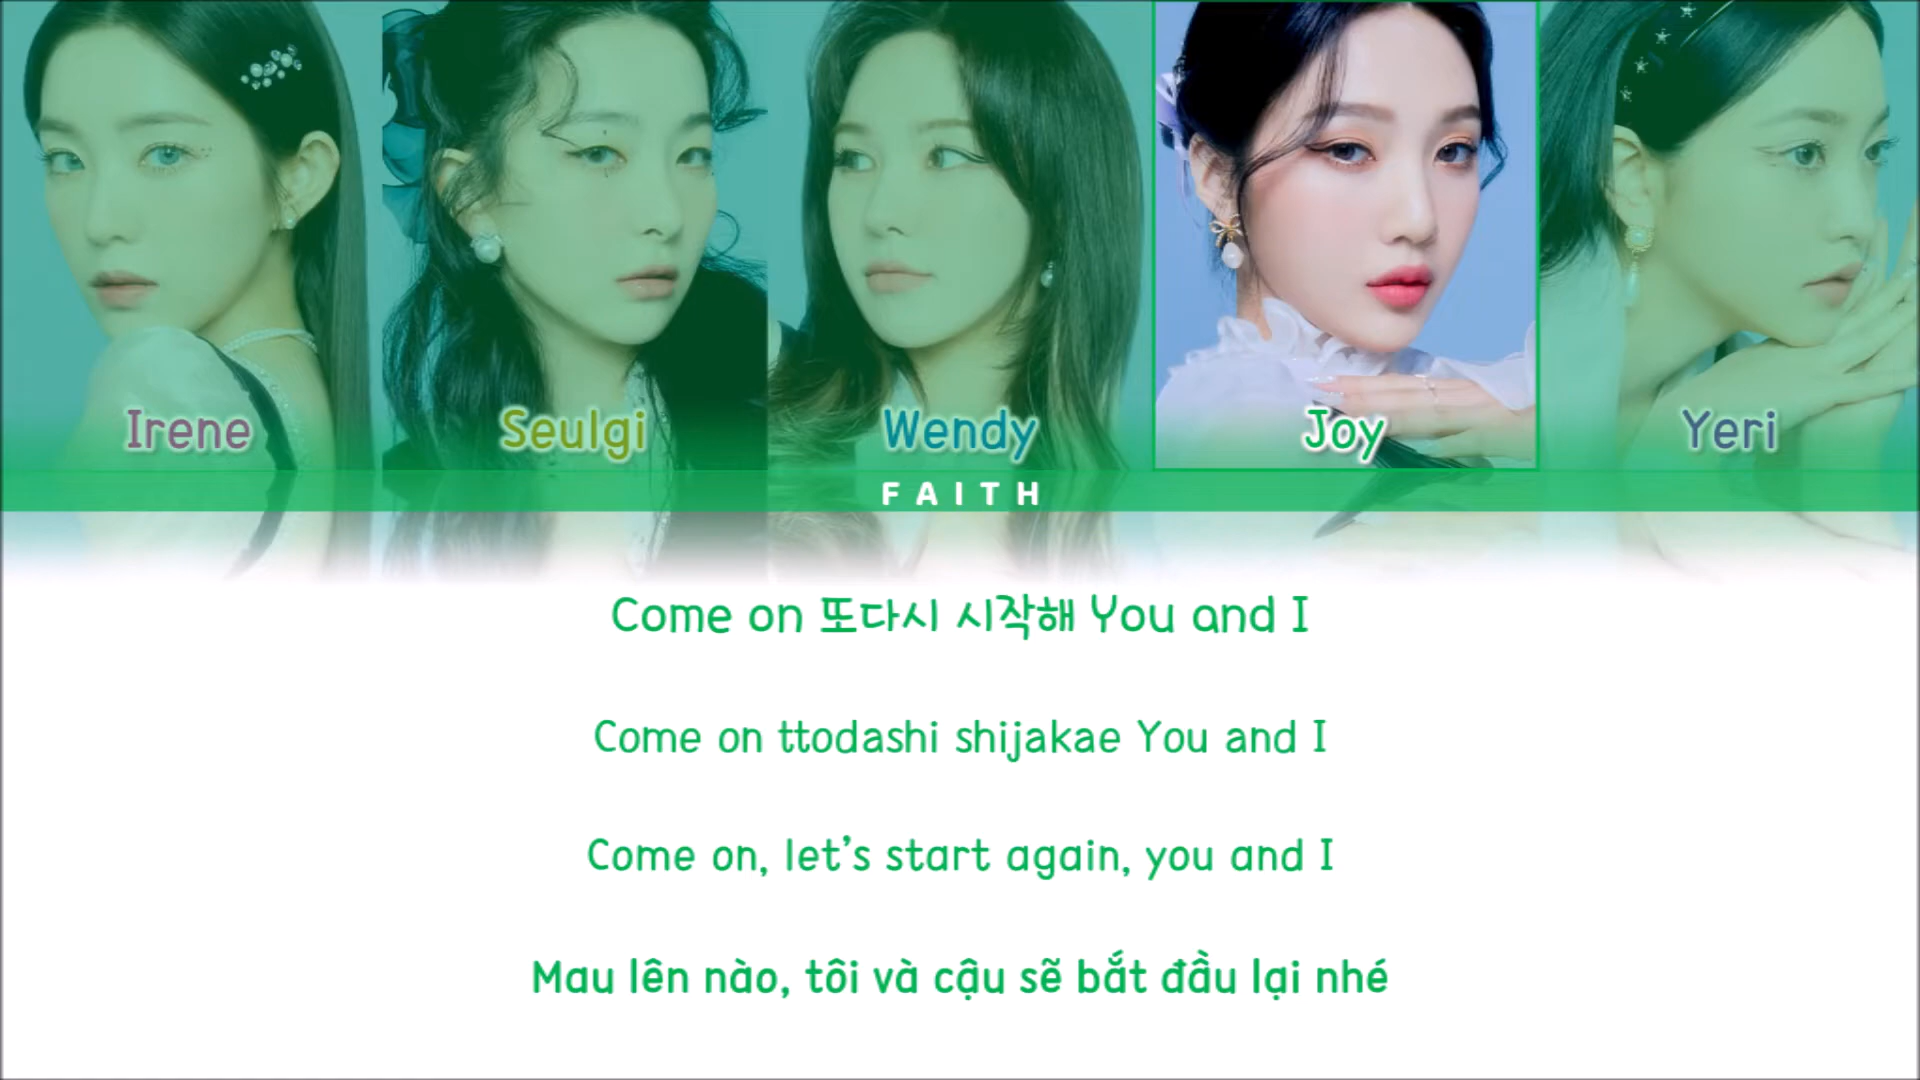 Irene
Seulgi
Wendy
Joy
Yeri
FAITH
Come on 또다시 시작해 You and I
Come on ttodashi shijakae You and I
Come on, let’s start again, you and I
Mau lên nào, tôi và cậu sẽ bắt đầu lại nhé